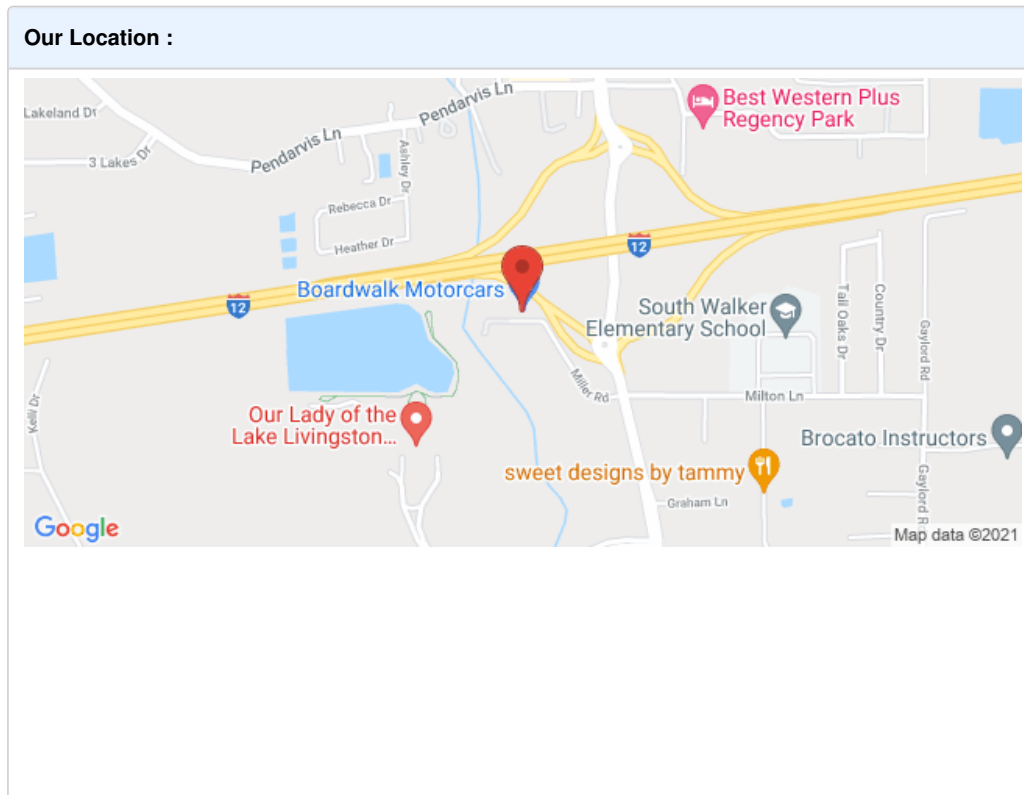 Our Location :
Lakeland Dr
3 Lakes Dr
Pendarvis Ln
Pendarvis Ln
Ashley Dr
Best Western Plus
Regency Park
Rebecca Dr
Heather Dr
12
12
Boardwalk Motorcars
South Walker
Elementary School
Tall Oaks Dr
Country Dr
Gaylord Rd
Miller Rd
Milton Ln
Kelli Dr
Our Lady of the
Lake Livingston...
Brocato Instructors
sweet designs by tammy
Graham Ln
Gaylord R
Google
Map data ©2021